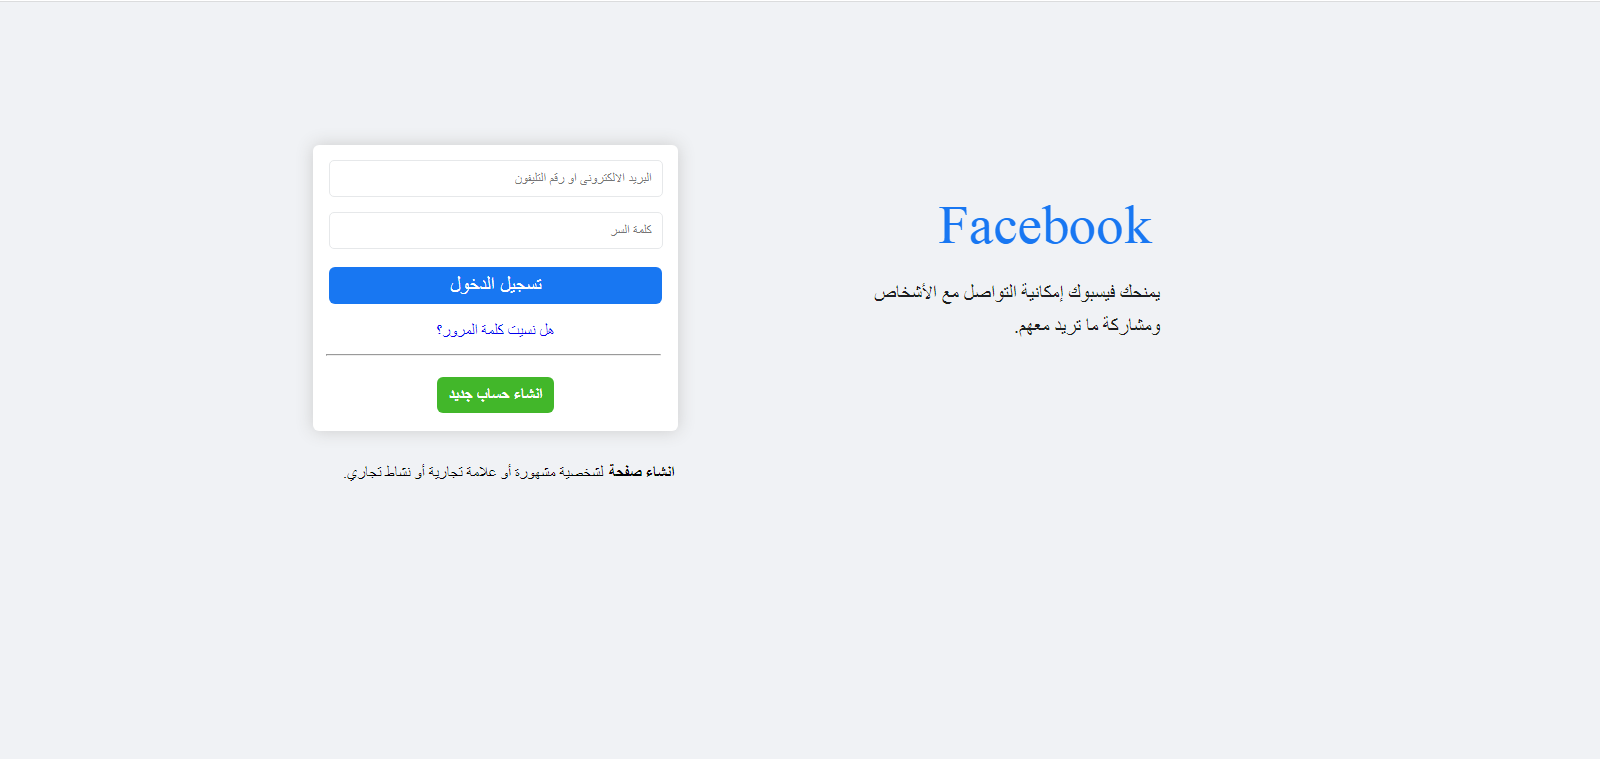 Facebook
يمنحك فيسبوك إمكانية التواصل مع الأشخاص
ومشاركة ما تريد معهم.
البريد الالكترونى او رقم التليفون
كلمة السر
تسجيل الدخول
هل نسيت كلمة المرور؟
انشاء حساب جديد
انشاء صفحة لشخصية مشهورة أو علامة تجارية أو نشاط تجاري.